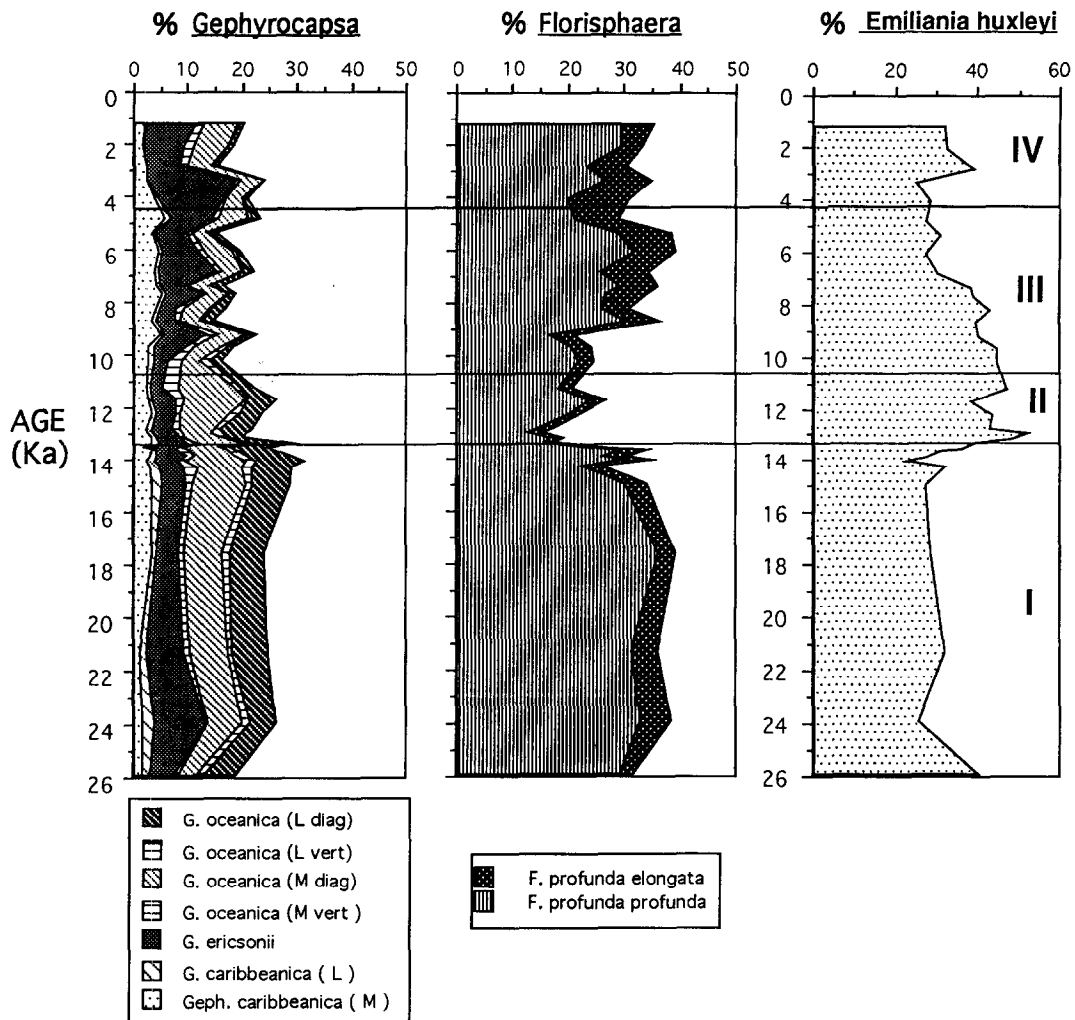 % Gephyrocapsa
% Florisphaera
% Emiliania huxleyi
0 10 20 30 40 50
0 10 20 30 40 50
0 20 40 60
AGE
(Ka)
0
2
4
6
8
10
12
14
16
18
20
22
24
26
0
2
4
6
8
10
12
14
16
18
20
22
24
26
IV
III
II
I
G. oceanica (L diag)
G. oceanica (L vert)
G. oceanica (M diag)
G. oceanica (M vert )
G. ericsonii
G. caribbeanica ( L )
Geph. caribbeanica ( M )
F. profunda elongata
F. profunda profunda